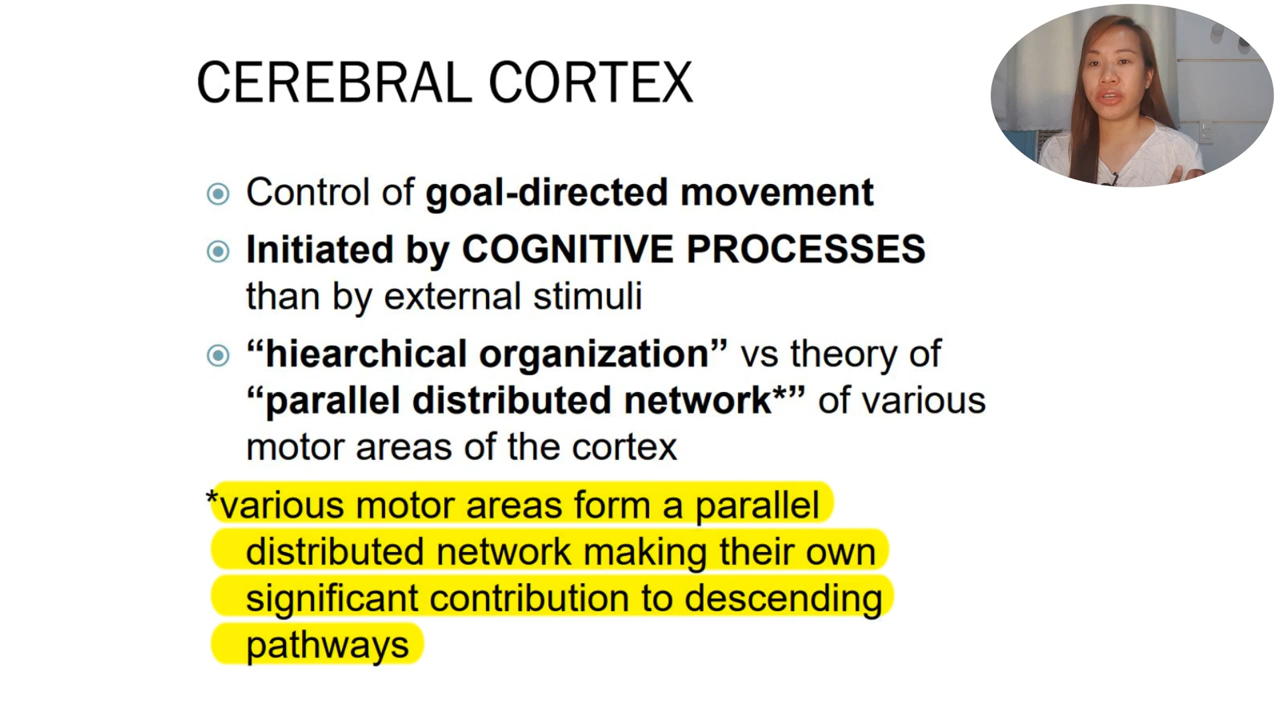 CEREBRAL CORTEX
Control of goal-directed movement
Initiated by COGNITIVE PROCESSES
than by external stimuli
“hiearchical organization” vs theory of
“parallel distributed network*” of various
motor areas of the cortex
*various motor areas form a parallel
distributed network making their own
significant contribution to descending
pathways